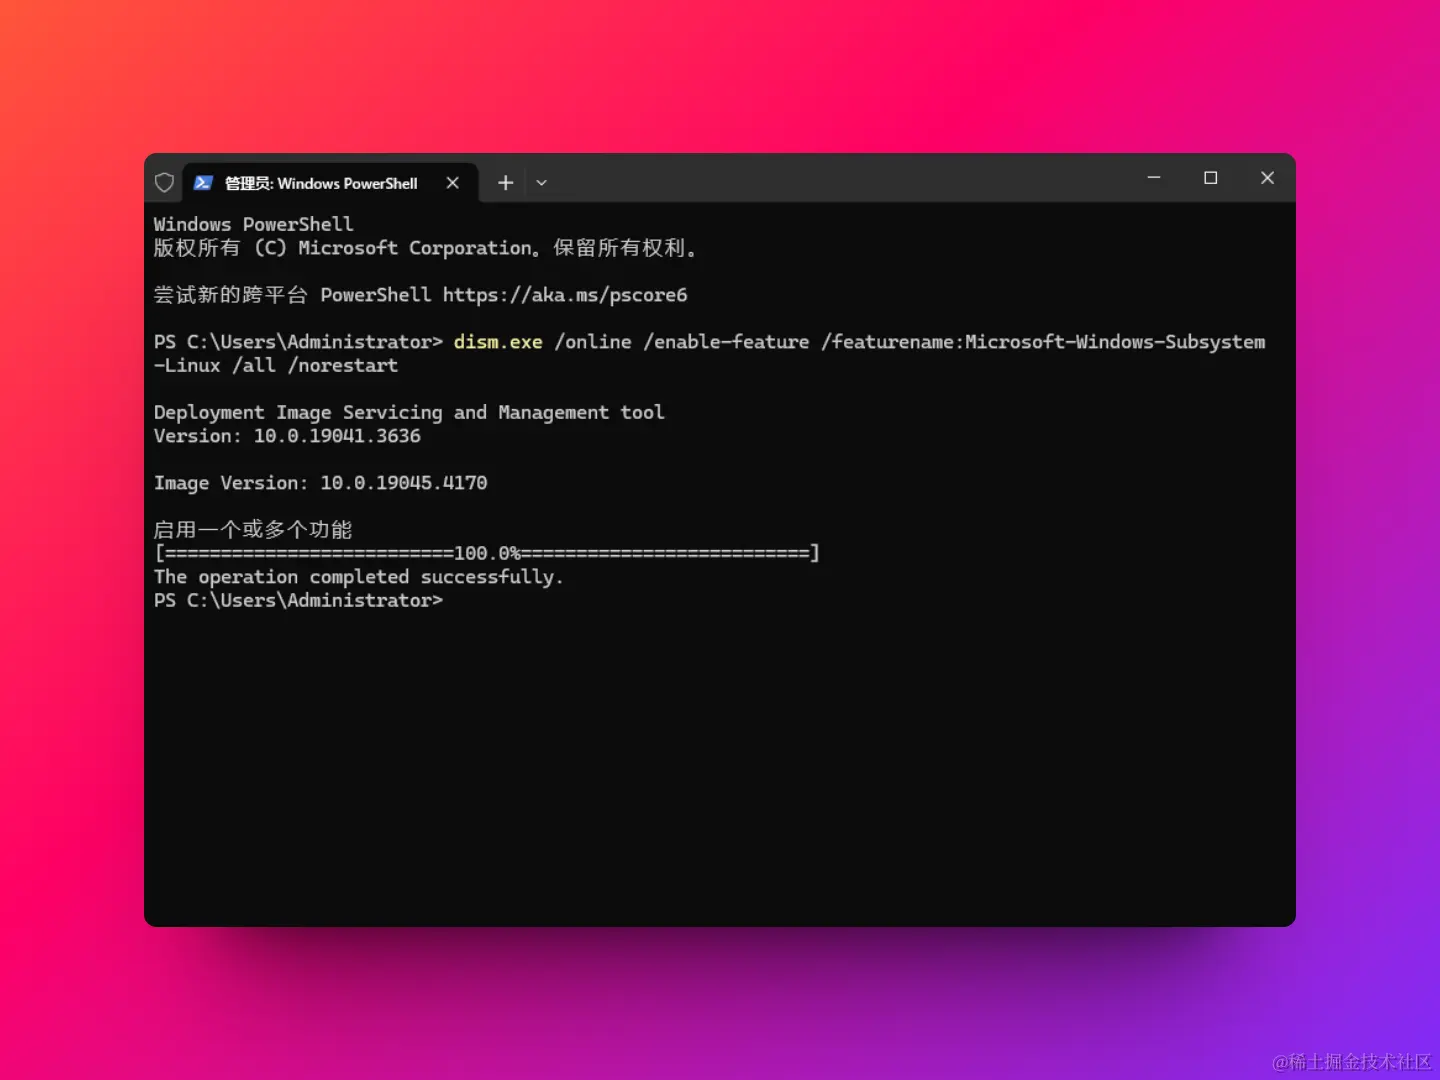 管理员: Windows PowerShell
Windows PowerShell
版权所有 (C) Microsoft Corporation。保留所有权利。
尝试新的跨平台 PowerShell https://aka.ms/pscore6
PS C:\Users\Administrator> dism.exe /online /enable-feature /featurename:Microsoft-Windows-Subsystem
-Linux /all /norestart
Deployment Image Servicing and Management tool
Version: 10.0.19041.3636
Image Version: 10.0.19045.4170
启用一个或多个功能
[==========================100.0%==========================]
The operation completed successfully.
PS C:\Users\Administrator>
@稀土掘金技术社区